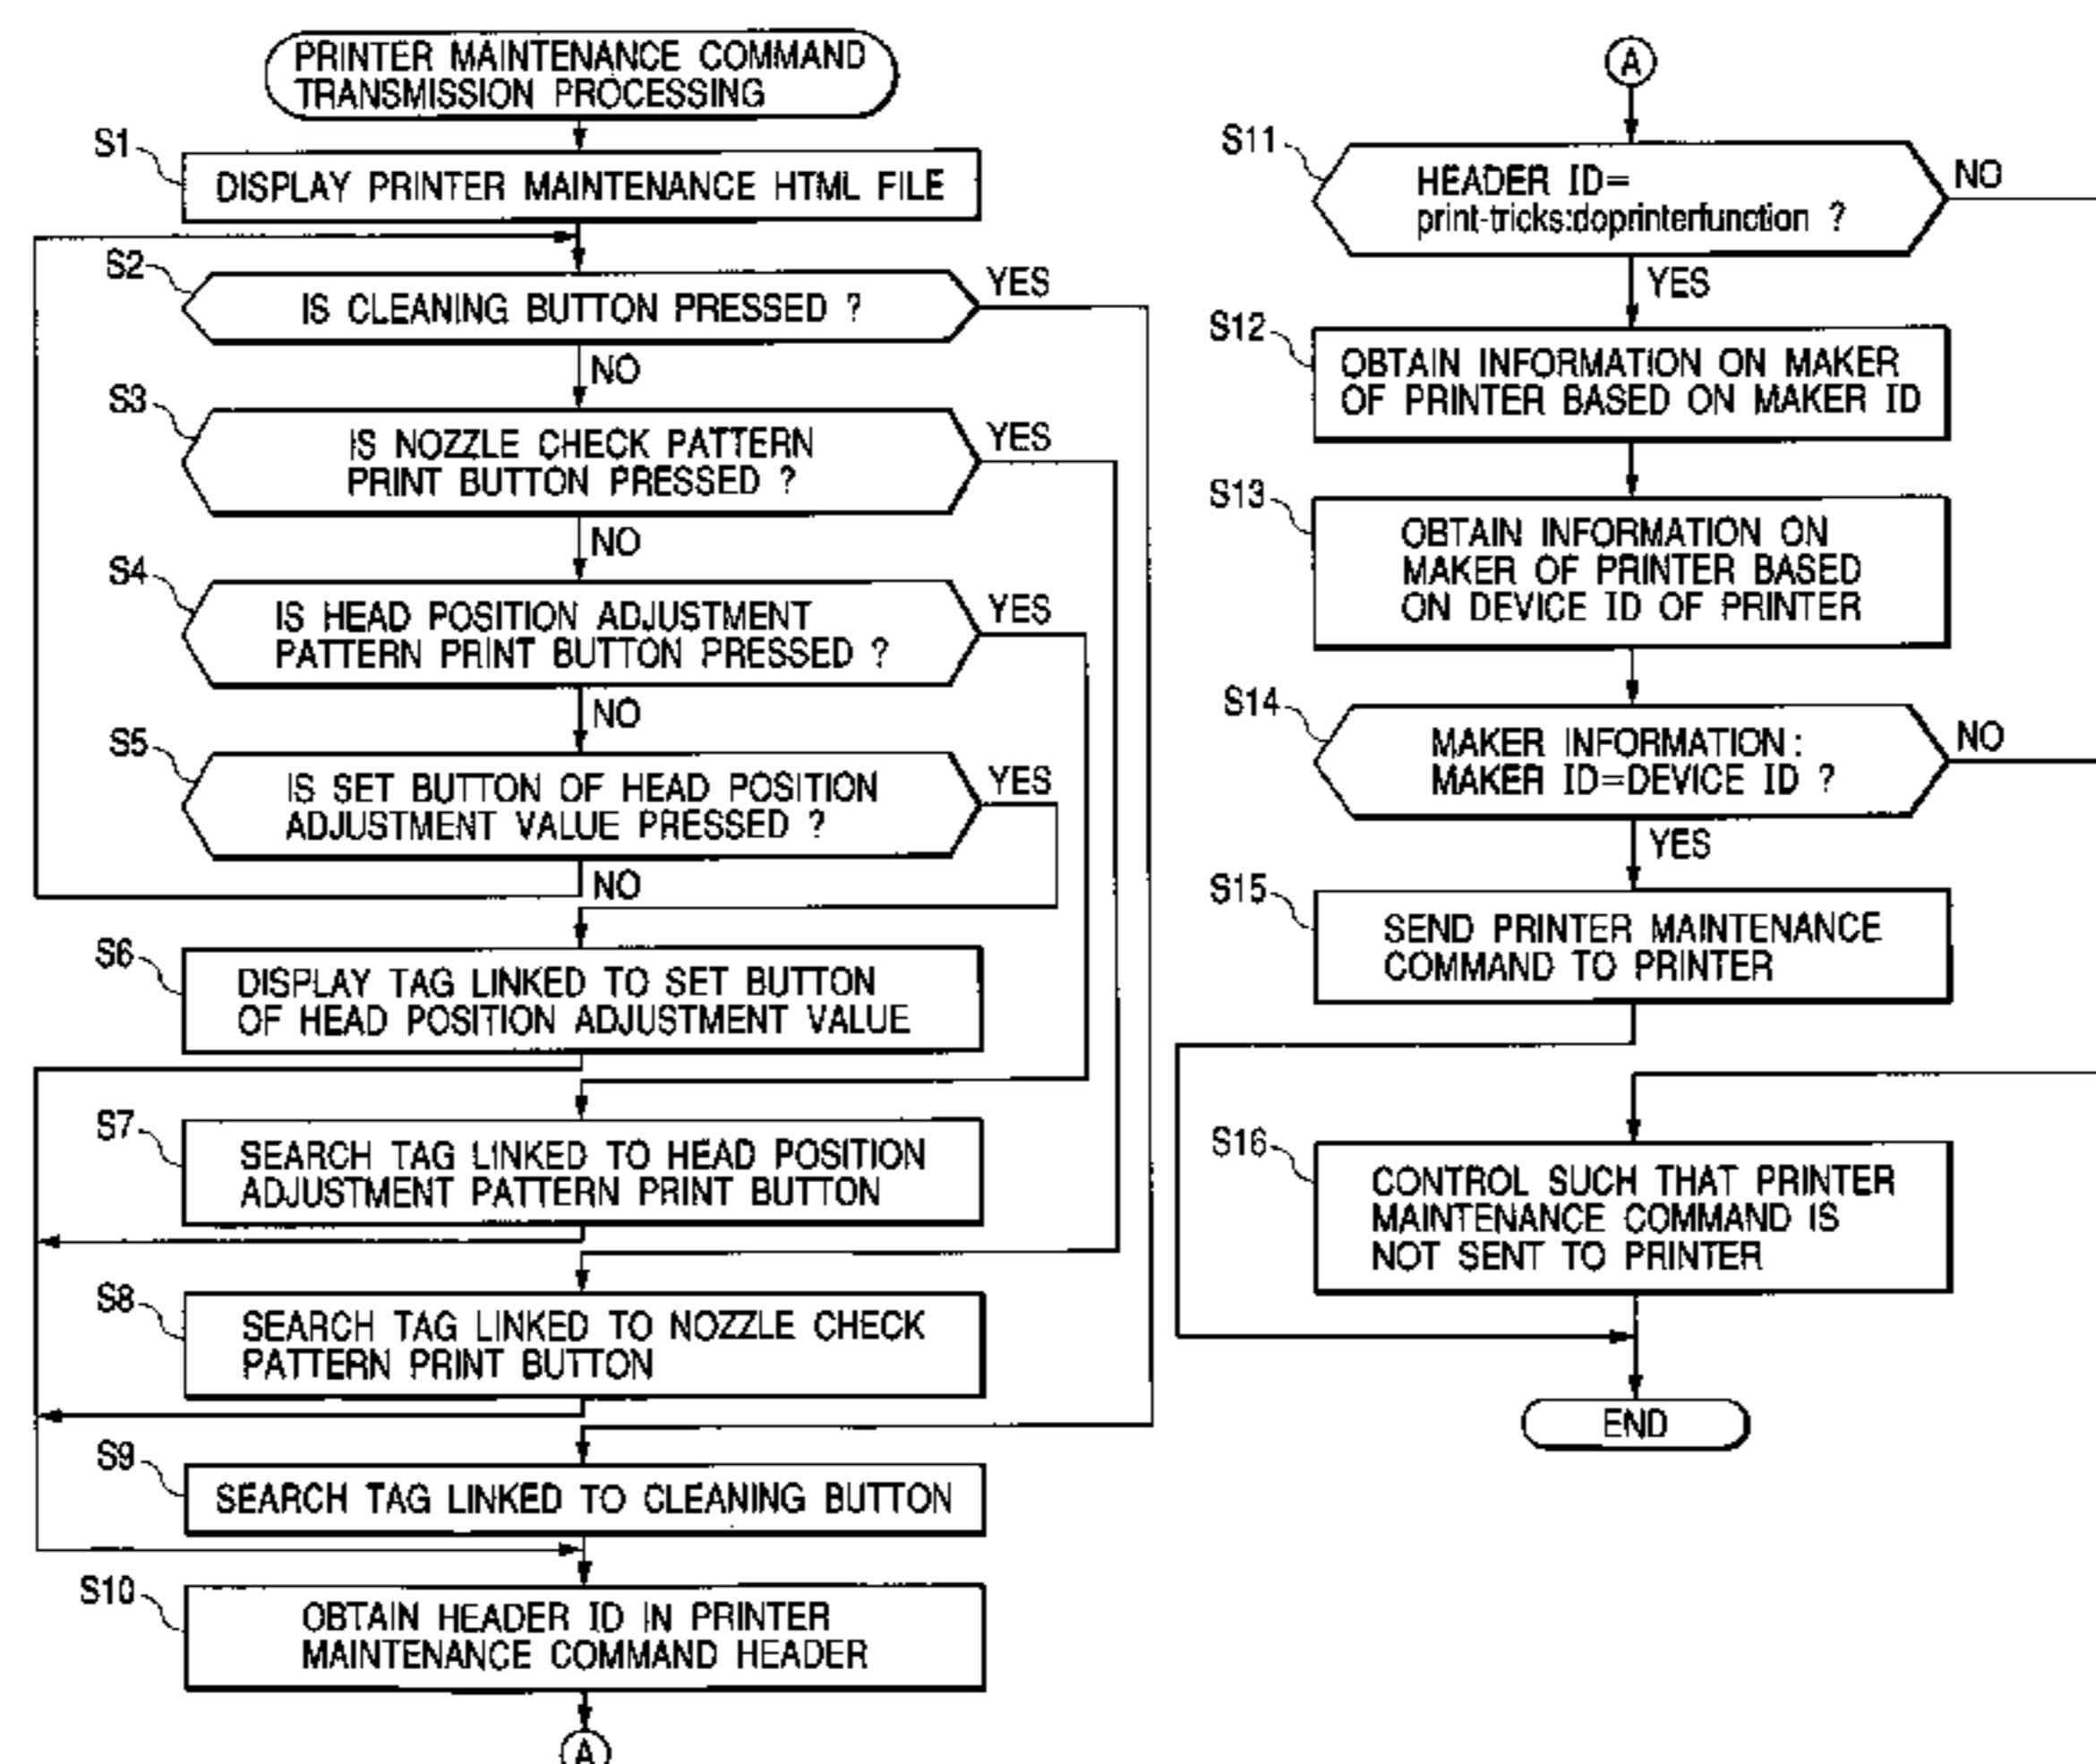 PRINTER MAINTENANCE COMMAND
TRANSMISSION PROCESSING
S1
DISPLAY PRINTER MAINTENANCE HTML FILE
S2
IS CLEANING BUTTON PRESSED ?
YES
NO
S3
IS NOZZLE CHECK PATTERN
PRINT BUTTON PRESSED ?
YES
NO
S4
IS HEAD POSITION ADJUSTMENT
PATTERN PRINT BUTTON PRESSED ?
YES
NO
S5
IS SET BUTTON OF HEAD POSITION
ADJUSTMENT VALUE PRESSED ?
YES
NO
S6
DISPLAY TAG LINKED TO SET BUTTON
OF HEAD POSITION ADJUSTMENT VALUE
S7
SEARCH TAG LINKED TO HEAD POSITION
ADJUSTMENT PATTERN PRINT BUTTON
S8
SEARCH TAG LINKED TO NOZZLE CHECK
PATTERN PRINT BUTTON
S9
SEARCH TAG LINKED TO CLEANING BUTTON
S10
OBTAIN HEADER ID IN PRINTER
MAINTENANCE COMMAND HEADER
A
A
S11
HEADER ID=
print-tricks:doprinterfunction ?
NO
YES
S12
OBTAIN INFORMATION ON MAKER
OF PRINTER BASED ON MAKER ID
S13
OBTAIN INFORMATION ON
MAKER OF PRINTER BASED
ON DEVICE ID OF PRINTER
S14
MAKER INFORMATION:
MAKER ID=DEVICE ID ?
NO
YES
S15
SEND PRINTER MAINTENANCE
COMMAND TO PRINTER
S16
CONTROL SUCH THAT PRINTER
MAINTENANCE COMMAND IS
NOT SENT TO PRINTER
END